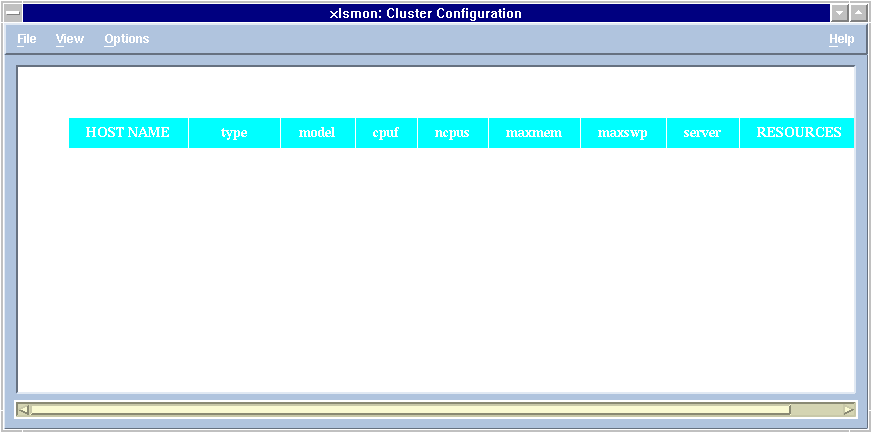 xlsmon: Cluster Configuration
File View Options Help
HOST NAME type model cpuf ncpus maxmem maxswp server RESOURCES